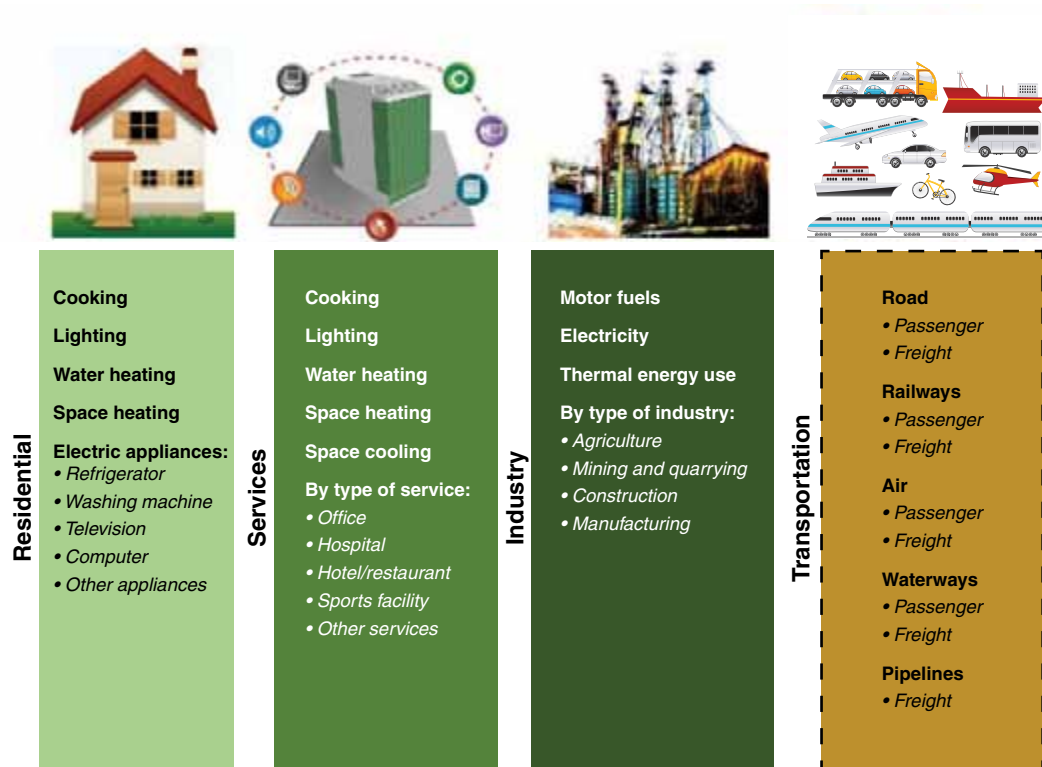 Residential
Cooking
Lighting
Water heating
Space heating
Electric appliances:
• Refrigerator
• Washing machine
• Television
• Computer
• Other appliances
Services
Cooking
Lighting
Water heating
Space heating
Space cooling
By type of service:
• Office
• Hospital
• Hotel/restaurant
• Sports facility
• Other services
Industry
Motor fuels
Electricity
Thermal energy use
By type of industry:
• Agriculture
• Mining and quarrying
• Construction
• Manufacturing
Transportation
Road
• Passenger
• Freight
Railways
• Passenger
• Freight
Air
• Passenger
• Freight
Waterways
• Passenger
• Freight
Pipelines
• Freight